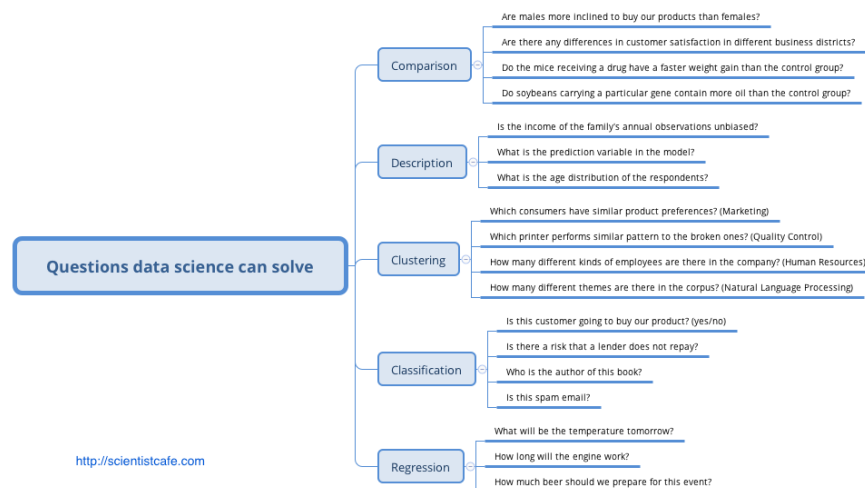 Questions data science can solve
Comparison
Are males more inclined to buy our products than females?
Are there any differences in customer satisfaction in different business districts?
Do the mice receiving a drug have a faster weight gain than the control group?
Do soybeans carrying a particular gene contain more oil than the control group?
Description
Is the income of the family's annual observations unbiased?
What is the prediction variable in the model?
What is the age distribution of the respondents?
Clustering
Which consumers have similar product preferences? (Marketing)
Which printer performs similar pattern to the broken ones? (Quality Control)
How many different kinds of employees are there in the company? (Human Resources)
How many different themes are there in the corpus? (Natural Language Processing)
Classification
Is this customer going to buy our product? (yes/no)
Is there a risk that a lender does not repay?
Who is the author of this book?
Is this spam email?
Regression
What will be the temperature tomorrow?
How long will the engine work?
How much beer should we prepare for this event?
http://scientistcafe.com